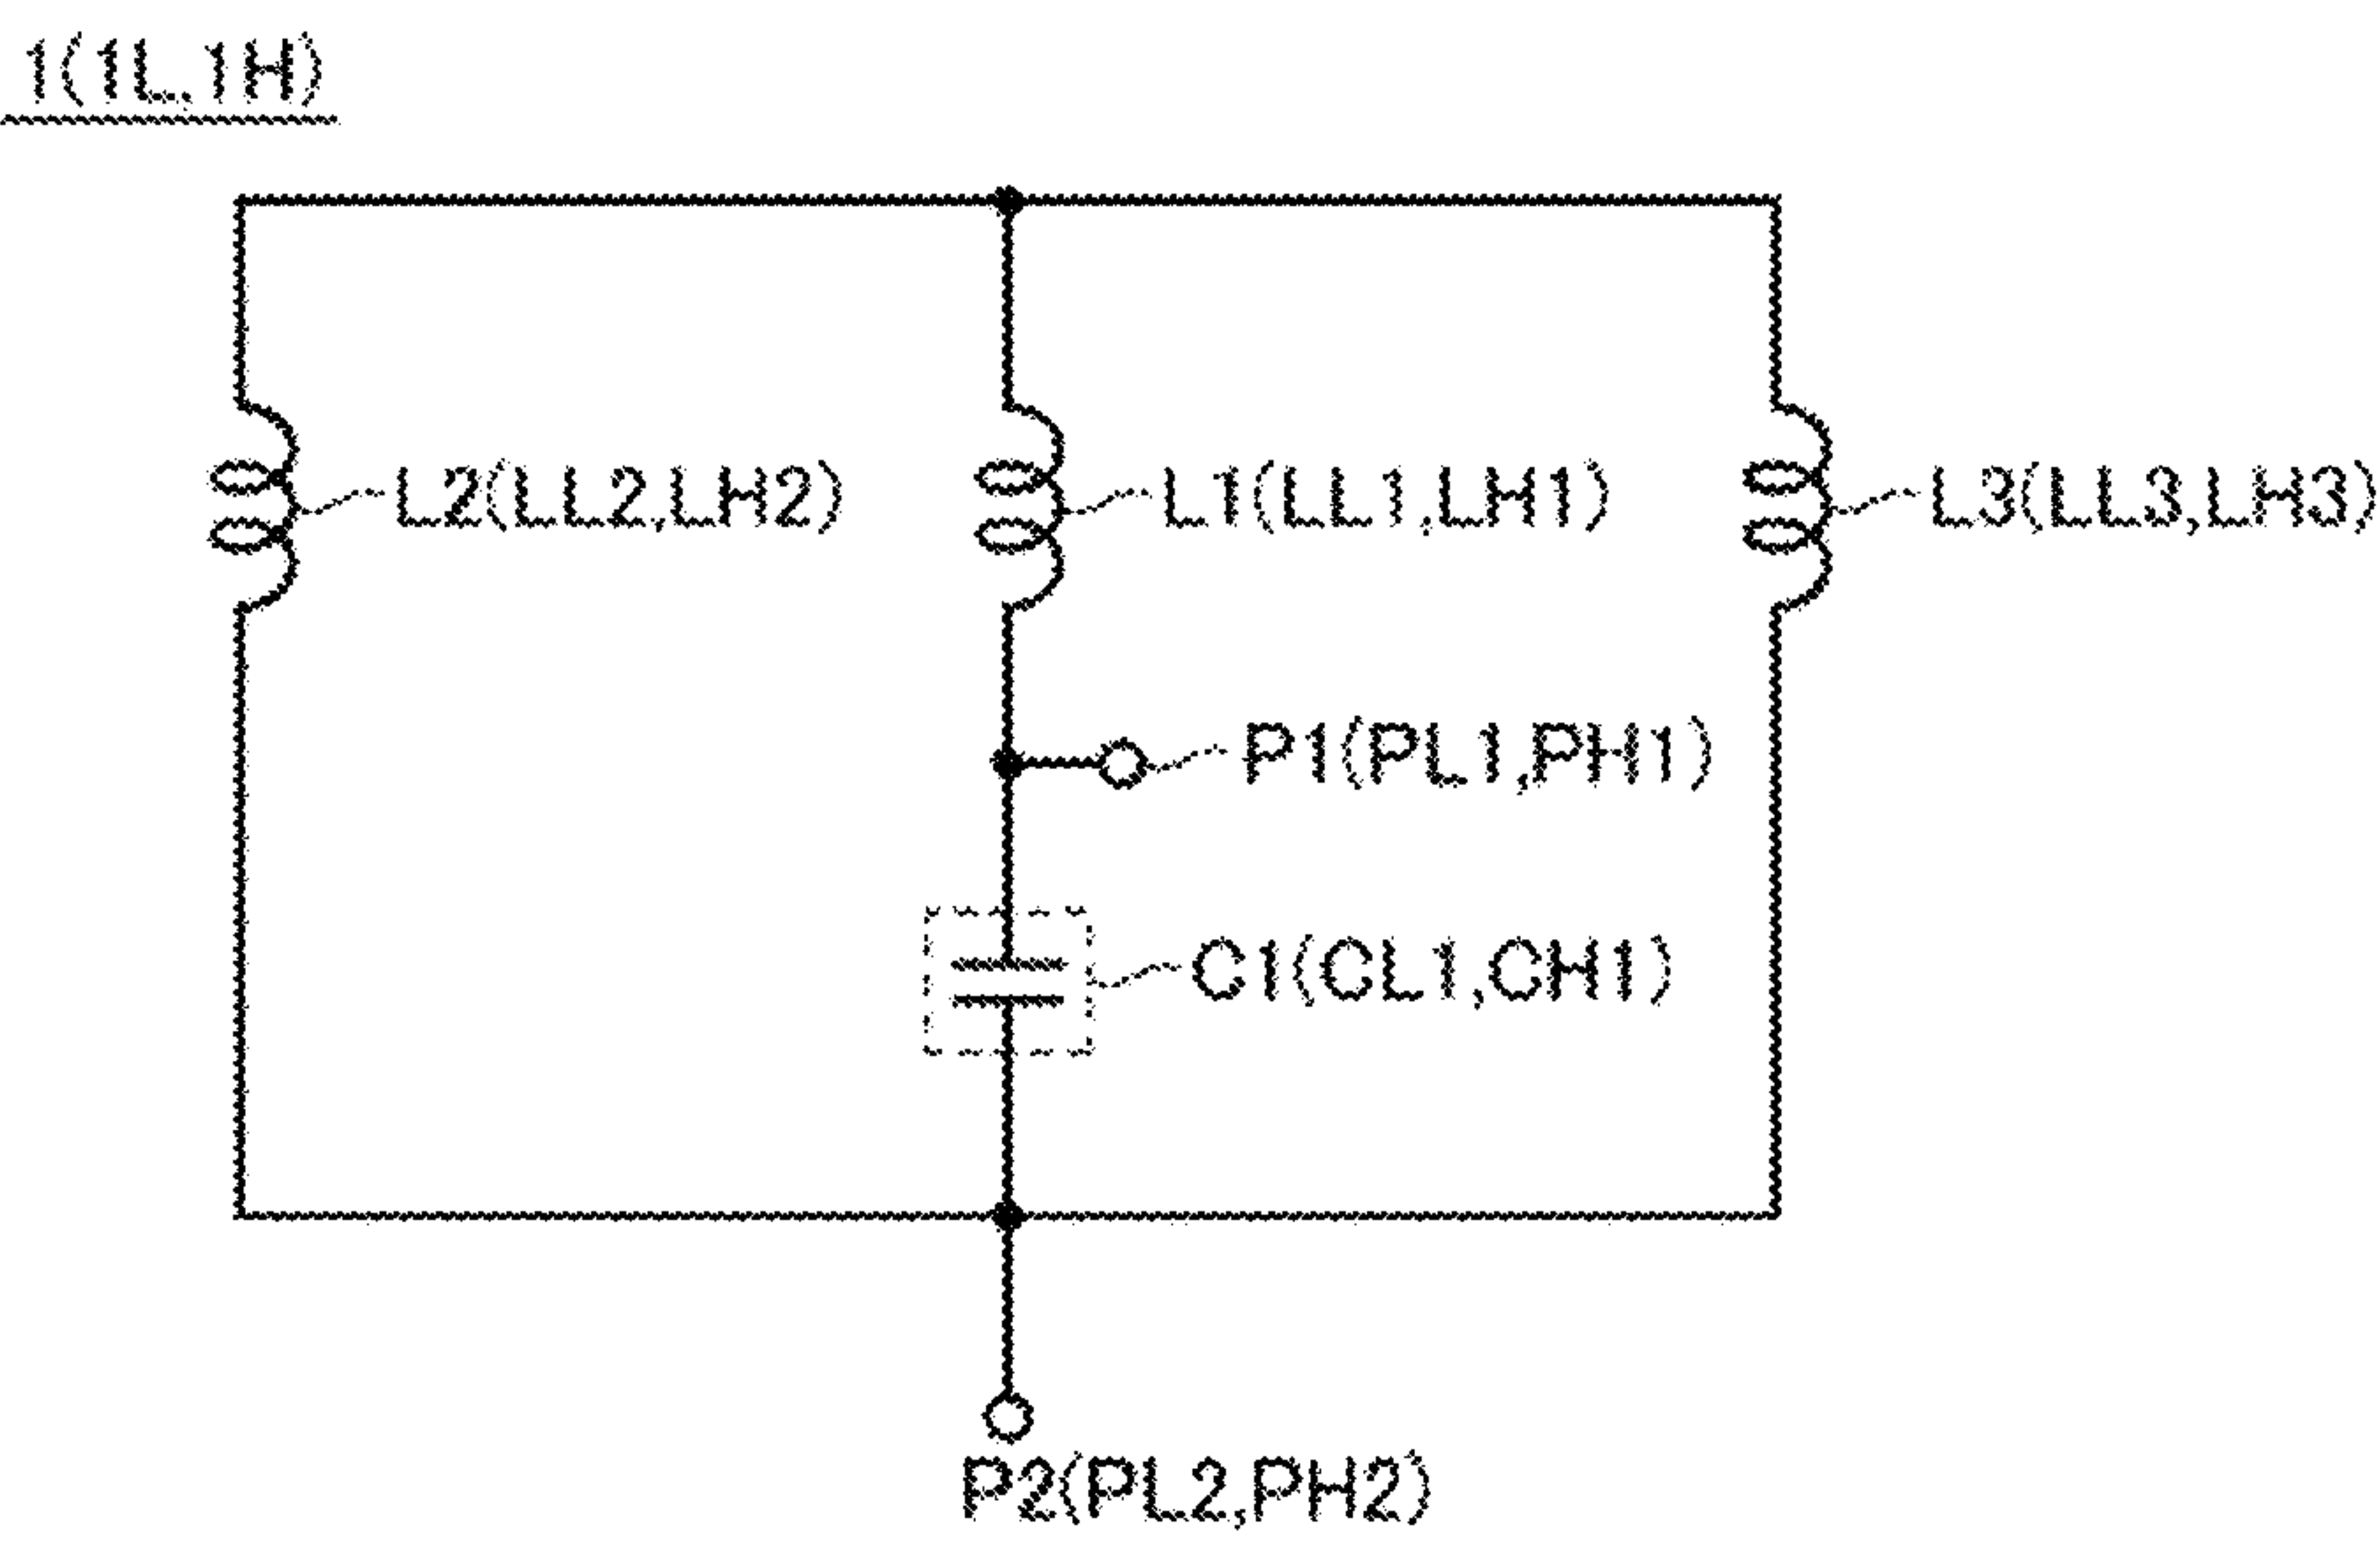 1(1L,1H)
L2(LL2,LH2)
L1(LL1,LH1)
L3(LL3,LH3)
P1(PL1,PH1)
C1(CL1,CH1)
P2(PL2,PH2)